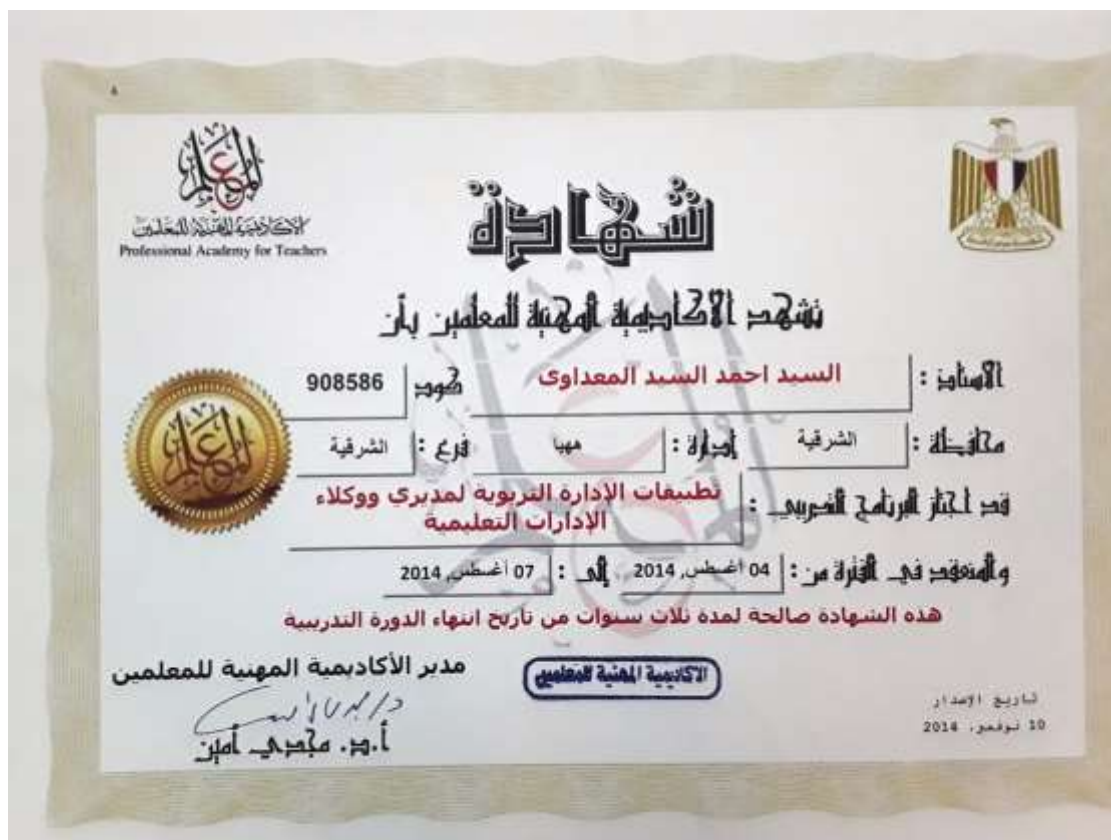 المعلم
الأكاديمية المهنية للمعلمين
Professional Academy for Teachers
شهادة
تشهد الأكاديمية المهنية للمعلمين بأن
الأستاذ : السيد احمد السيد المعداوى كود 908586
محافظة : الشرقية إدارة : ههيا فرع : الشرقية
قد اجتاز البرنامج التدريبي : تطبيقات الإدارة التربوية لمديري ووكلاء
الإدارات التعليمية
والمنعقد في الفترة من : 04 أغسطس, 2014 إلى : 07 أغسطس, 2014
هذه الشهادة صالحة لمدة ثلاث سنوات من تاريخ انتهاء الدورة التدريبية
مدير الأكاديمية المهنية للمعلمين
الأكاديمية المهنية للمعلمين
أ.د. مجدي أمين
تاريخ الإصدار
10 نوفمبر, 2014